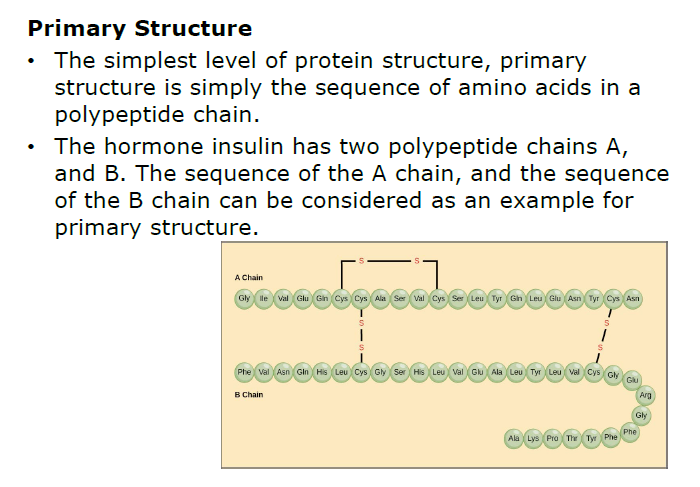 Primary Structure
• The simplest level of protein structure, primary
structure is simply the sequence of amino acids in a
polypeptide chain.
• The hormone insulin has two polypeptide chains A,
and B. The sequence of the A chain, and the sequence
of the B chain can be considered as an example for
primary structure.
S S
A Chain
Gly Ile Val Glu Gln Cys Cys Ala Ser Val Cys Ser Leu Tyr Gln Leu Glu Asn Tyr Cys Asn
S S
S S
Phe Val Asn Gln His Leu Cys Gly Ser His Leu Val Glu Ala Leu Tyr Leu Val Cys Gly Glu
B Chain
Arg
Gly
Ala Lys Pro Thr Tyr Phe Phe